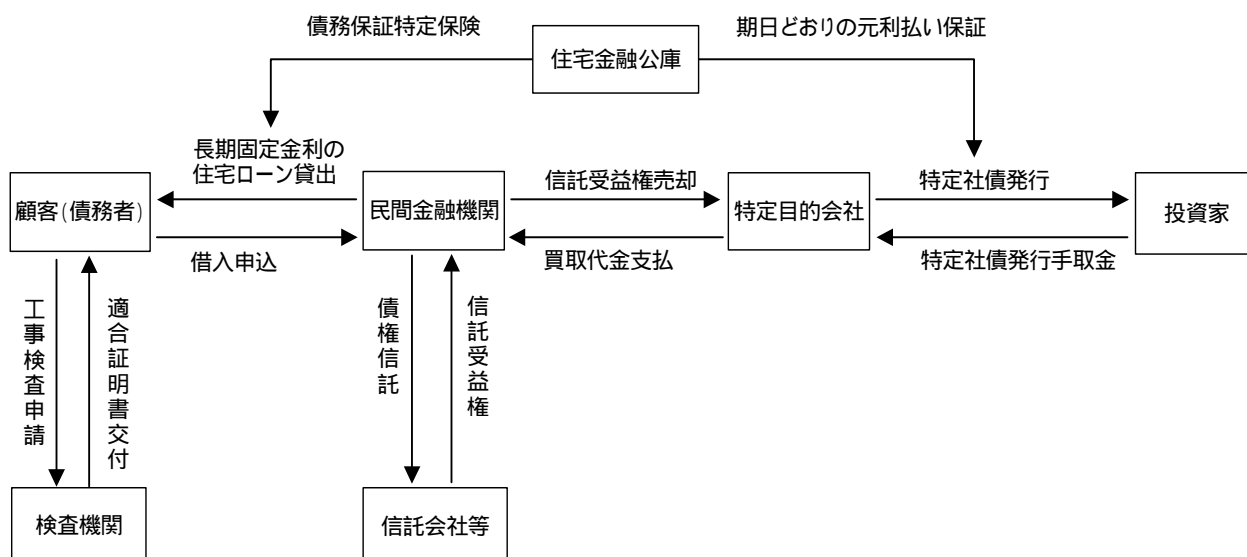 債務保証特定保険
期日どおりの元利払い保証
住宅金融公庫
長期固定金利の
住宅ローン貸出
信託受益権売却
特定社債発行
顧客(債務者)
民間金融機関
特定目的会社
投資家
借入申込
買取代金支払
特定社債発行手取金
工事検査申請
適合証明書交付
債権信託
信託受益権
検査機関
信託会社等